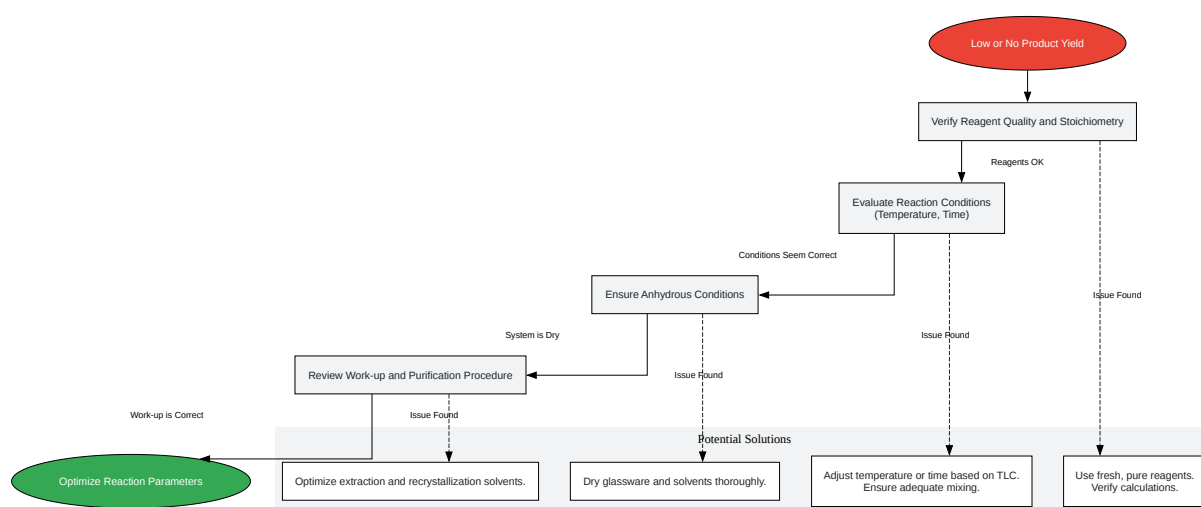 Low or No Product Yield
Verify Reagent Quality and Stoichiometry
Reagents OK
Evaluate Reaction Conditions
(Temperature, Time)
Conditions Seem Correct
Ensure Anhydrous Conditions
Issue Found
System is Dry
Issue Found
Review Work-up and Purification Procedure
Issue Found
Work-up is Correct
Issue Found
Potential Solutions
Optimize Reaction Parameters
Optimize extraction and recrystallization solvents.
Dry glassware and solvents thoroughly.
Adjust temperature or time based on TLC.
Ensure adequate mixing.
Use fresh, pure reagents.
Verify calculations.